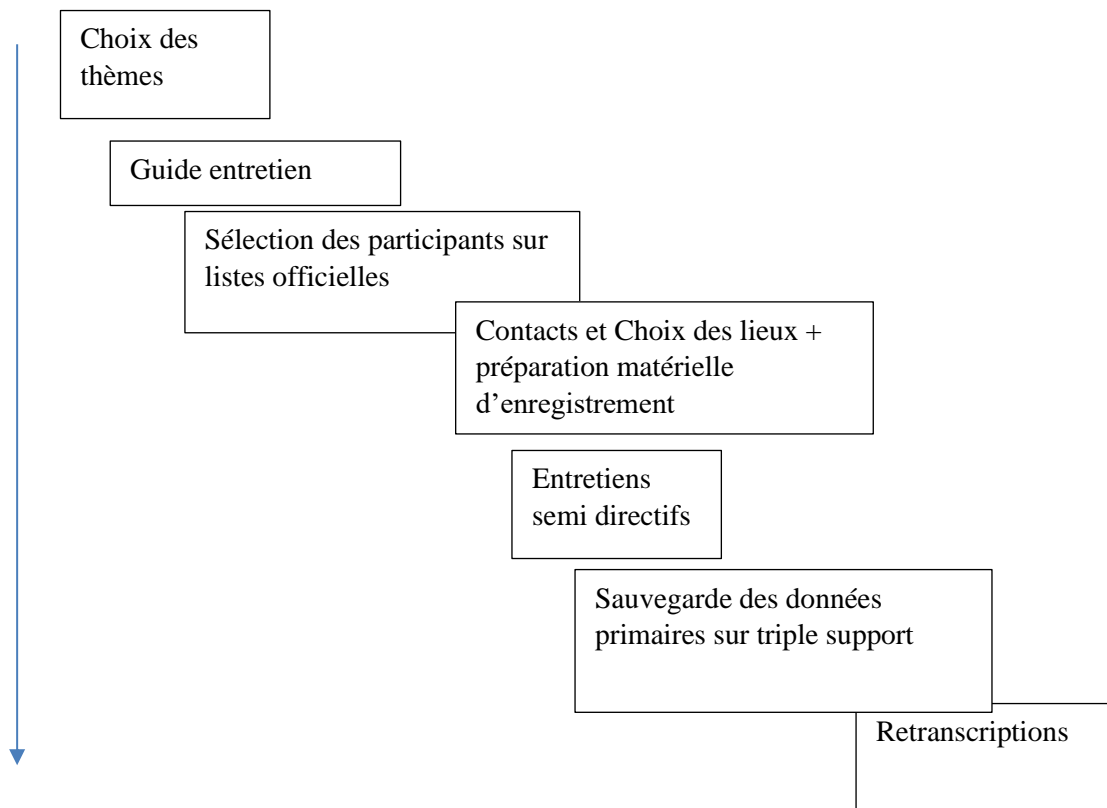 Choix des
thèmes
Guide entretien
Sélection des participants sur
listes officielles
Contacts et Choix des lieux +
préparation matérielle
d’enregistrement
Entretiens
semi directifs
Sauvegarde des données
primaires sur triple support
Retranscriptions